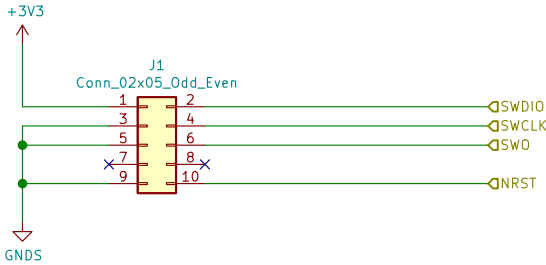 +3V3
J1
Conn_02x05_Odd_Even
1 2 SWDIO
3 4 SWCLK
5 6 SWO
7 8
9 10 NRST
GNDS